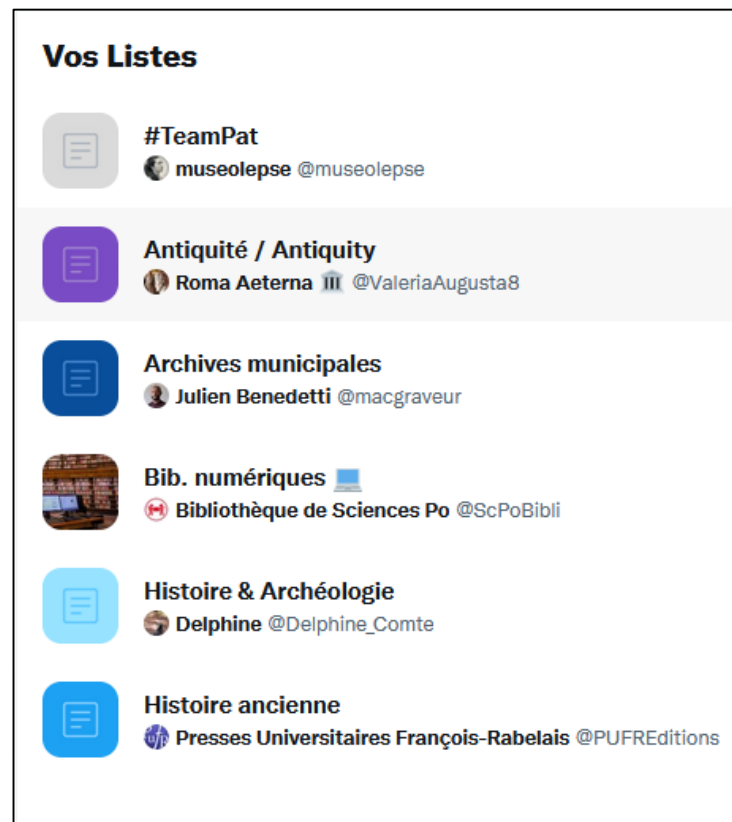 Vos Listes
#TeamPat
museolepse @museolepse
Antiquité / Antiquity
Roma Aeterna 🏛️ @ValeriaAugusta8
Archives municipales
Julien Benedetti @macgraveur
Bib. numériques 💻
Bibliothèque de Sciences Po @ScPoBibli
Histoire & Archéologie
Delphine @Delphine_Comte
Histoire ancienne
Presses Universitaires François-Rabelais @PUFREditions